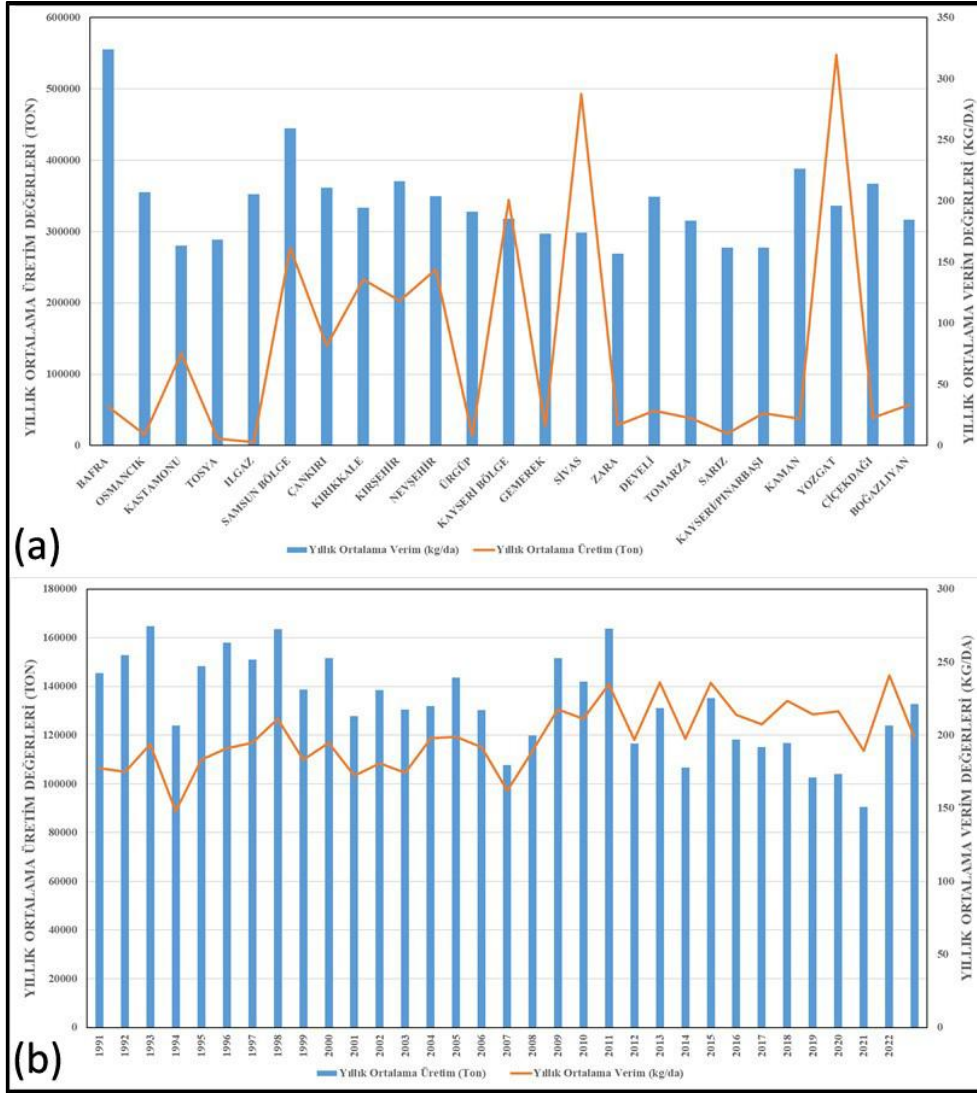 YILLIK ORTALAMA ÜRETİM DEĞERLERİ (TON)
600000
500000
400000
300000
200000
100000
0
350
300
250
200
150
100
50
0
YILLIK ORTALAMA VERİM DEĞERLERİ (KG/DA)
BAFRA
OSMANCIK
KASTAMONU
TOSYA
ILGAZ
SAMSUN BÖLGE
ÇANKIRI
KIRIKKALE
KIRŞEHİR
NEVŞEHİR
ÜRGÜP
KAYSERİ BÖLGE
GEMEREK
SİVAS
ZARA
DEVELİ
TOMARZA
SARIZ
KAYSERİ/PINARBAŞI
KAMAN
YOZGAT
ÇİÇEKDAĞI
BOĞAZLIYAN
(a)
Yıllık Ortalama Verim (kg/da) Yıllık Ortalama Üretim (Ton)
YILLIK ORTALAMA ÜRETİM DEĞERLERİ (TON)
180000
160000
140000
120000
100000
80000
60000
40000
20000
0
300
250
200
150
100
50
0
YILLIK ORTALAMA VERİM DEĞERLERİ (KG/DA)
1991
1992
1993
1994
1995
1996
1997
1998
1999
2000
2001
2002
2003
2004
2005
2006
2007
2008
2009
2010
2011
2012
2013
2014
2015
2016
2017
2018
2019
2020
2021
2022
(b)
Yıllık Ortalama Üretim (Ton) Yıllık Ortalama Verim (kg/da)